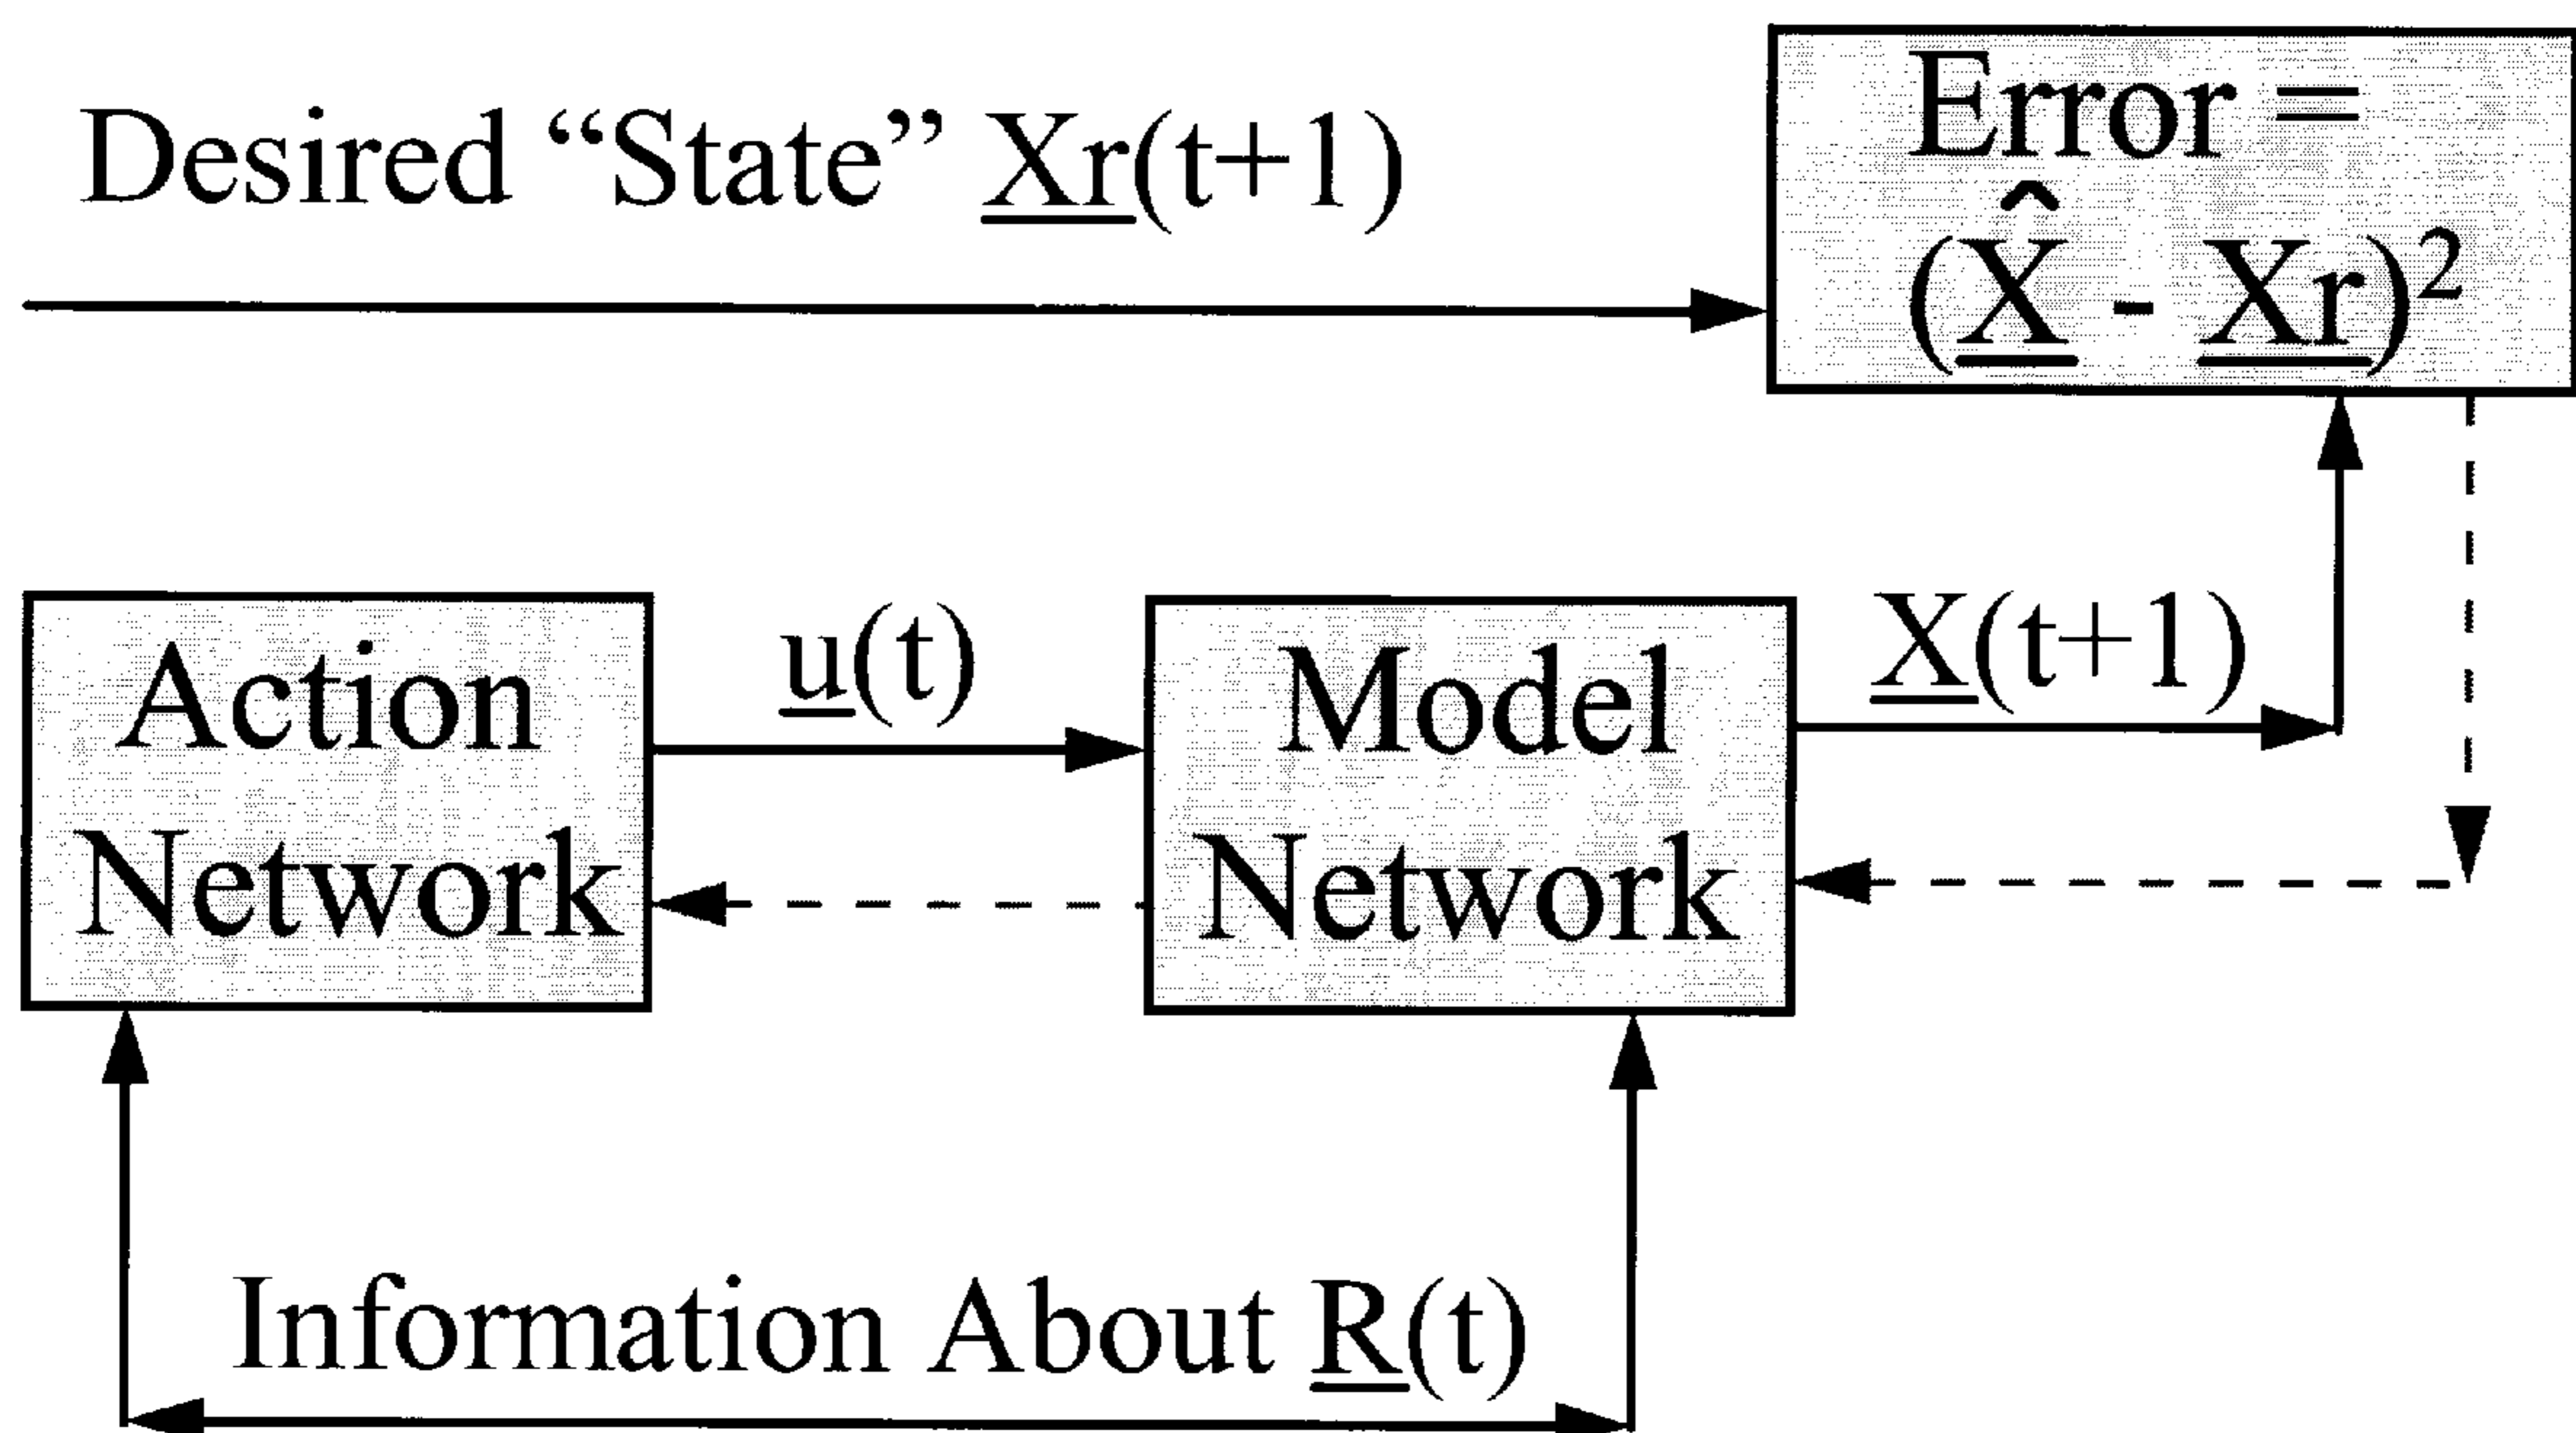 Desired “State” Xr(t+1)
Error =
(X̂ - Xr)²
Action
Network
u(t)
Model
Network
X(t+1)
Information About R(t)